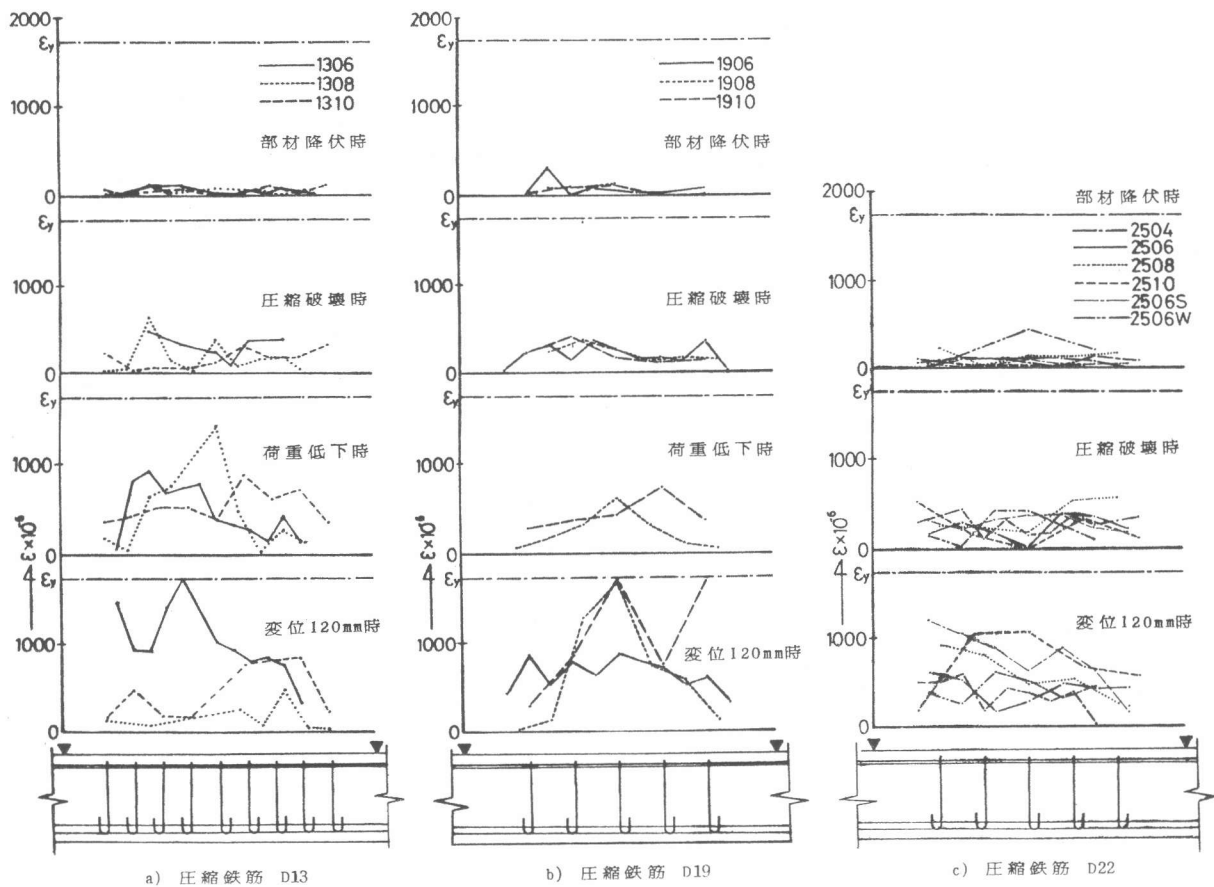 2000
εy
1306
1308
1310
1000
部材降伏時
0
εy
1000
圧縮破壊時
0
εy
荷重低下時
1000
0
ε×10⁶
εy
変位120mm時
1000
0
a) 圧縮鉄筋 D13
2000
εy
1906
1908
1910
1000
部材降伏時
0
εy
1000
圧縮破壊時
0
εy
荷重低下時
1000
0
ε×10⁶
εy
変位120mm時
1000
0
b) 圧縮鉄筋 D19
2000
部材降伏時
εy
2504
2506
2508
2510
2506S
2506W
1000
0
εy
圧縮破壊時
1000
0
ε×10⁶
εy
変位120mm時
1000
0
c) 圧縮鉄筋 D22